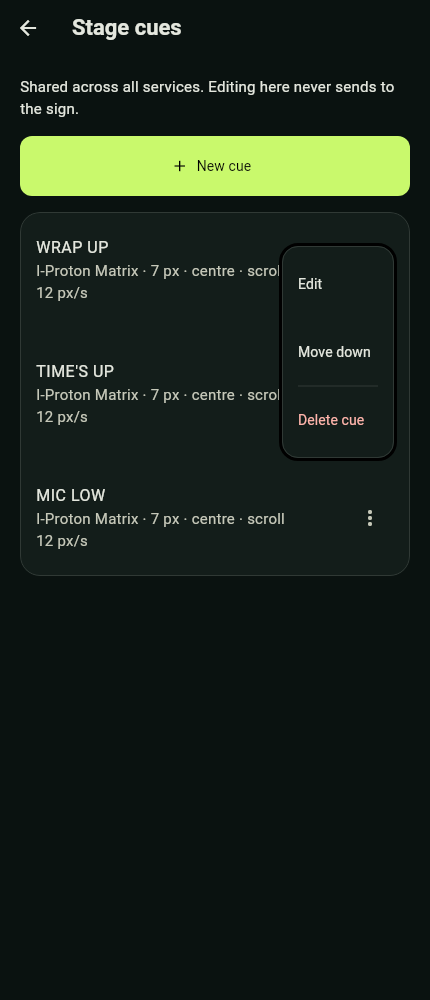 Stage cues
Shared across all services. Editing here never sends to
the sign.
New cue
WRAP UP
I-Proton Matrix · 7 px · centre ·
12 px/s
TIME'S UP
I-Proton Matrix · 7 px · centre ·
12 px/s
MIC LOW
I-Proton Matrix · 7 px · centre · scroll
12 px/s
Edit
Move down
Delete cue